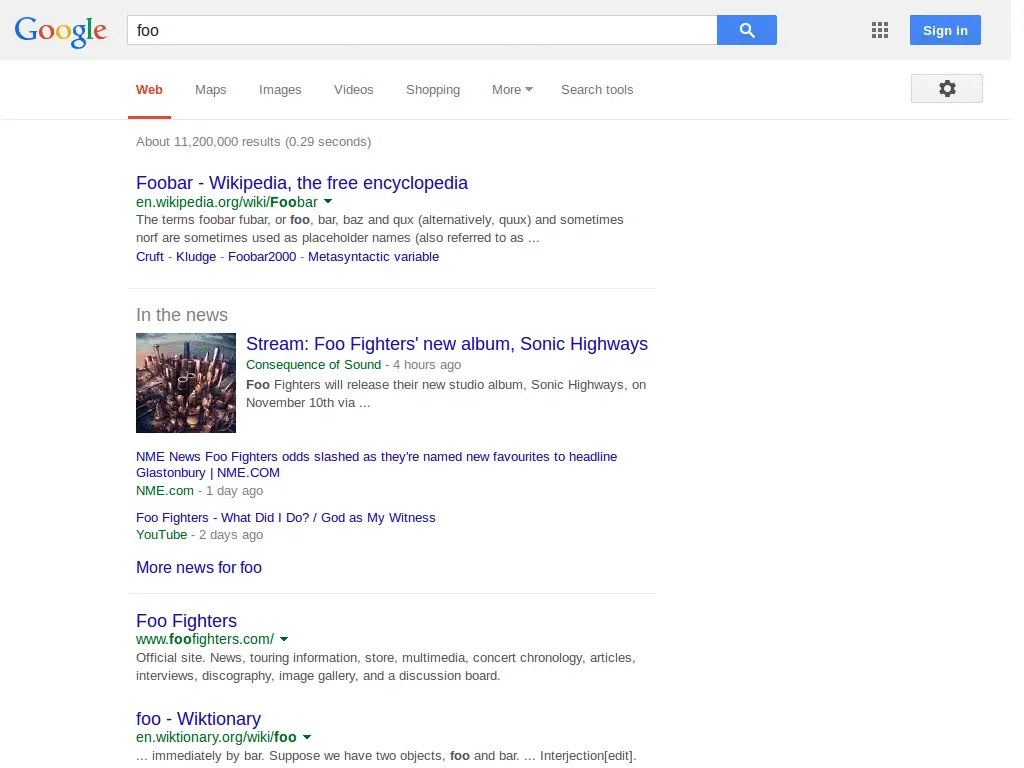 Google
foo
Sign in
Web Maps Images Videos Shopping More Search tools
About 11,200,000 results (0.29 seconds)
Foobar - Wikipedia, the free encyclopedia
en.wikipedia.org/wiki/Foobar
The terms foobar fubar, or foo, bar, baz and qux (alternatively, quux) and sometimes
norf are sometimes used as placeholder names (also referred to as ...
Cruft - Kludge - Foobar2000 - Metasyntactic variable
In the news
Stream: Foo Fighters' new album, Sonic Highways
Consequence of Sound - 4 hours ago
Foo Fighters will release their new studio album, Sonic Highways, on
November 10th via ...
NME News Foo Fighters odds slashed as they're named new favourites to headline
Glastonbury | NME.COM
NME.com - 1 day ago
Foo Fighters - What Did I Do? / God as My Witness
YouTube - 2 days ago
More news for foo
Foo Fighters
www.foofighters.com/
Official site. News, touring information, store, multimedia, concert chronology, articles,
interviews, discography, image gallery, and a discussion board.
foo - Wiktionary
en.wiktionary.org/wiki/foo
... immediately by bar. Suppose we have two objects, foo and bar. ... Interjection[edit].